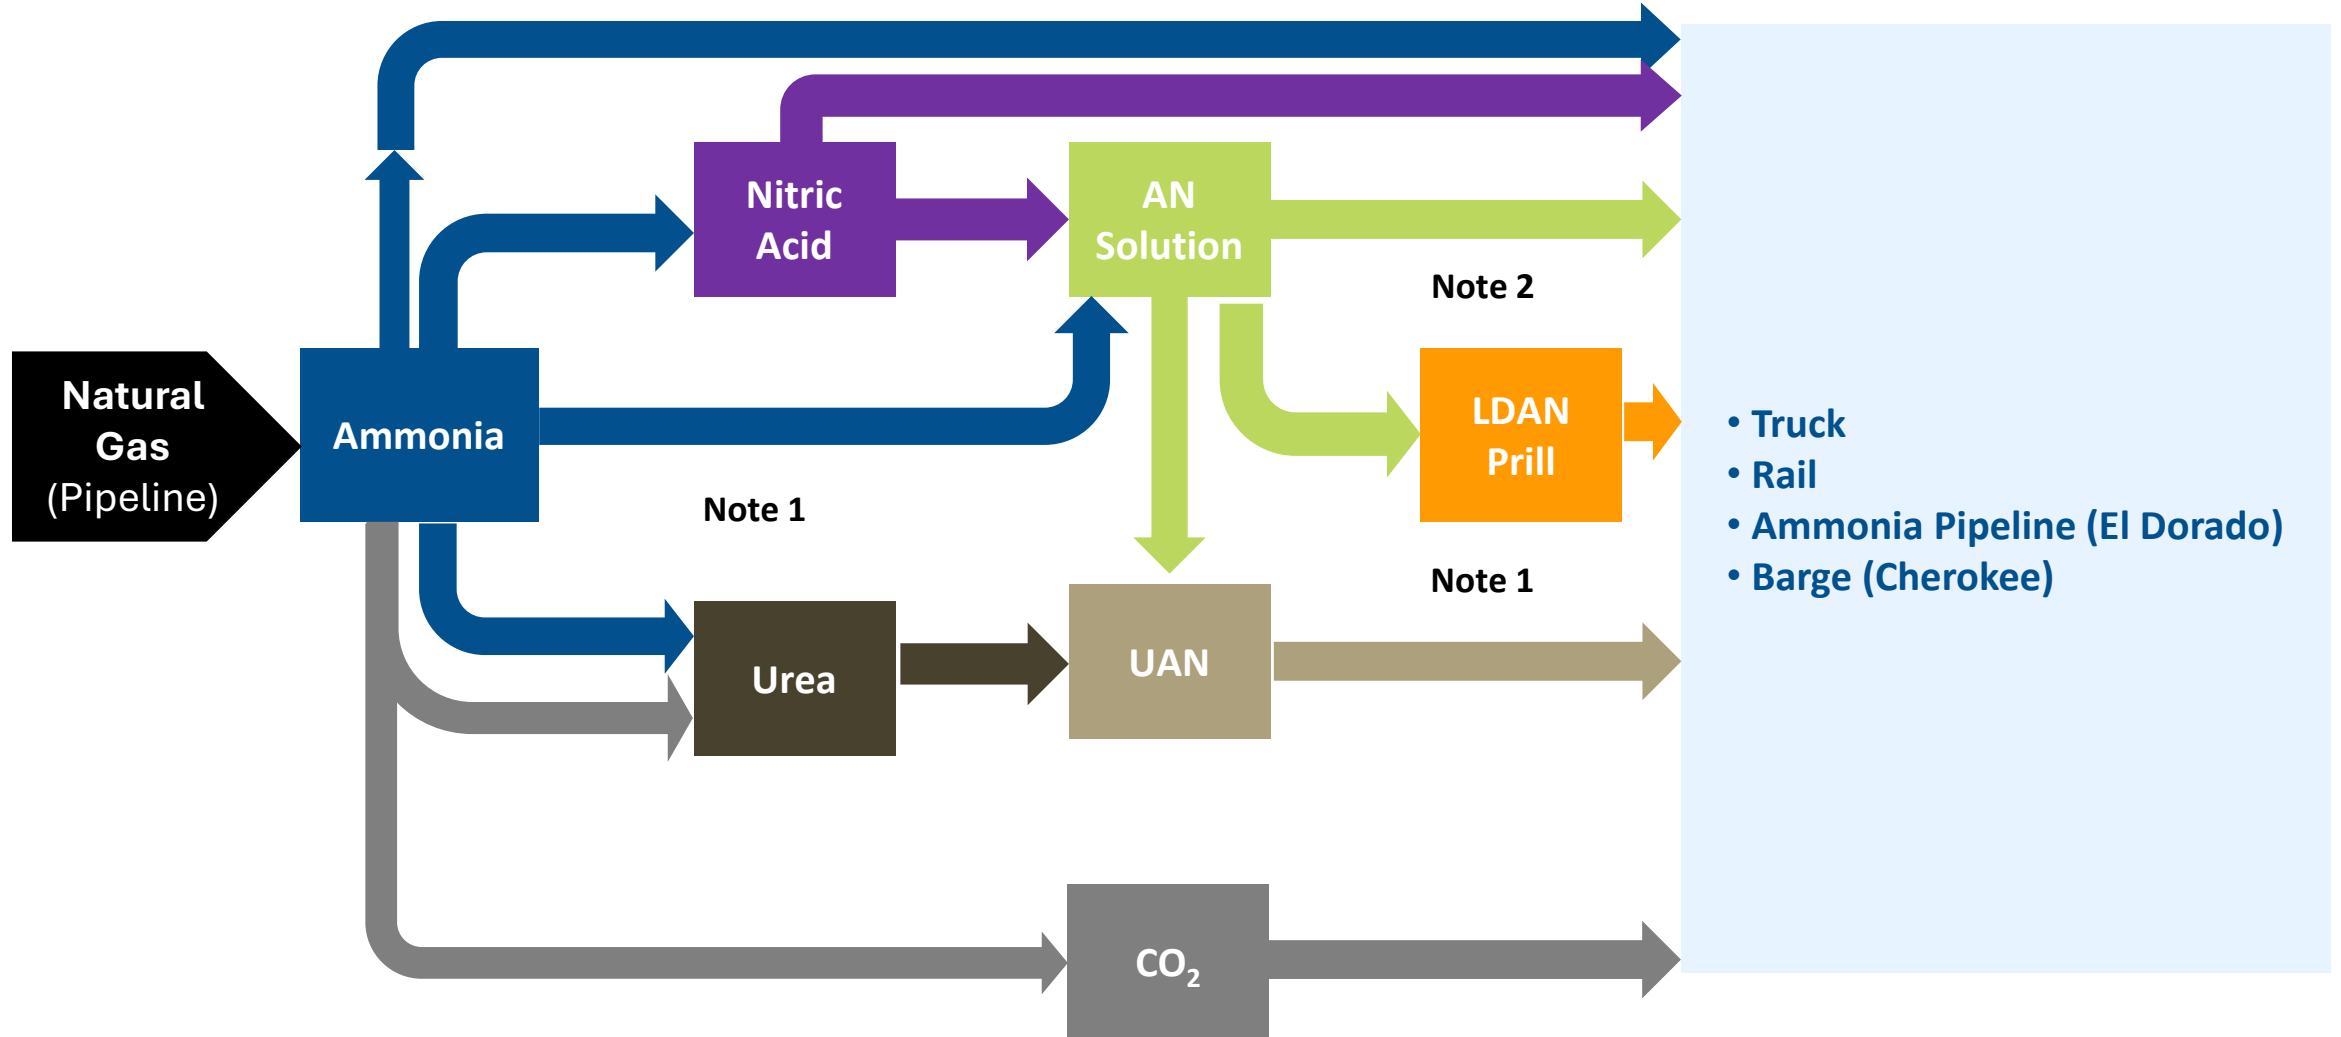 Natural
Gas
(Pipeline)
Ammonia
Nitric
Acid
AN
Solution
Note 2
LDAN
Prill
Note 1
Note 1
Urea
UAN
CO₂
• Truck
• Rail
• Ammonia Pipeline (El Dorado)
• Barge (Cherokee)